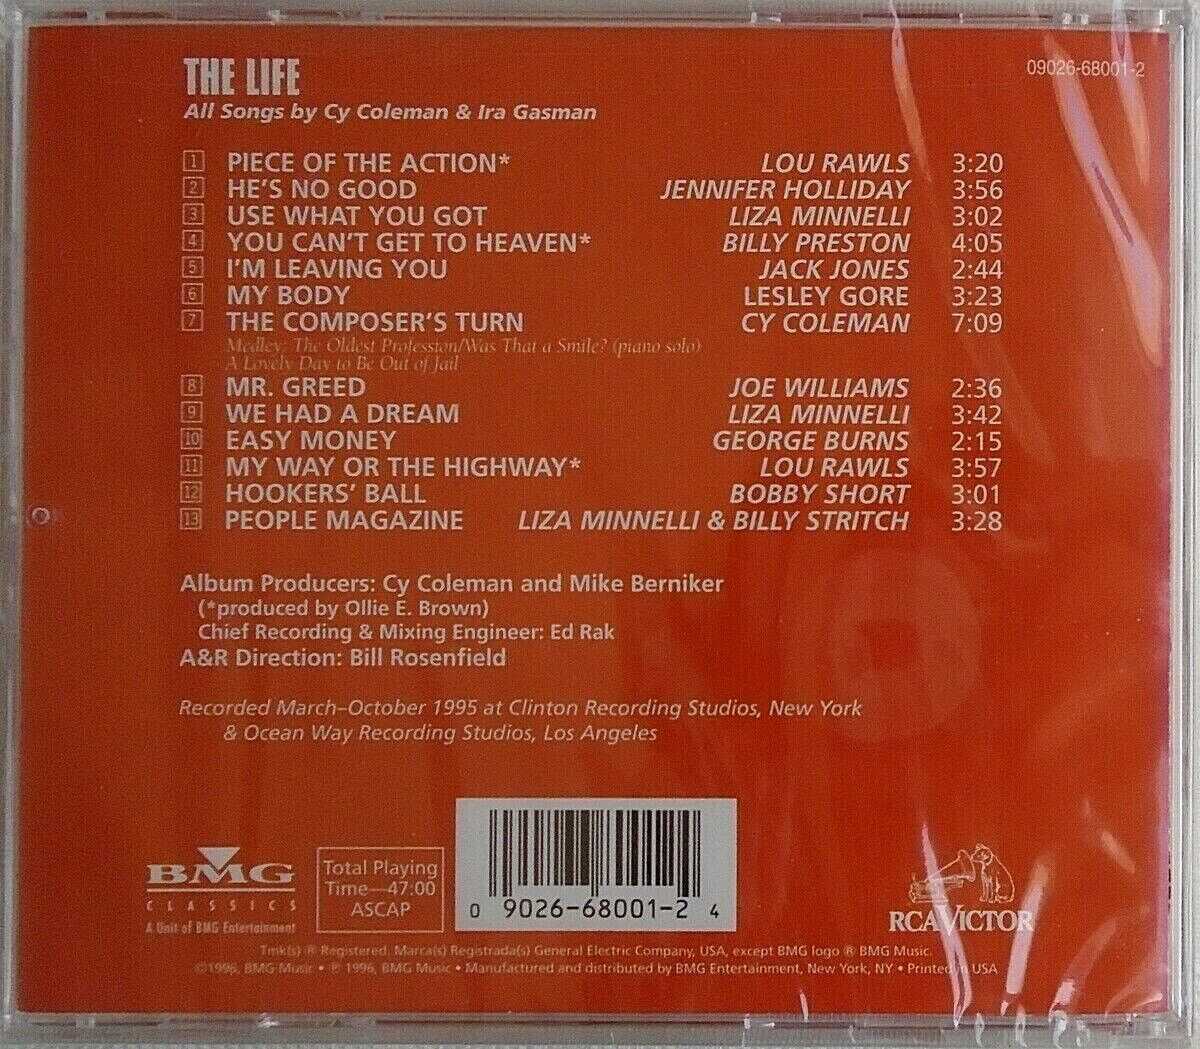 THE LIFE
09026-68001-2
All Songs by Cy Coleman & Ira Gasman
1 PIECE OF THE ACTION* LOU RAWLS 3:20
2 HE'S NO GOOD JENNIFER HOLLIDAY 3:56
3 USE WHAT YOU GOT LIZA MINNELLI 3:02
4 YOU CAN'T GET TO HEAVEN* BILLY PRESTON 4:05
5 I'M LEAVING YOU JACK JONES 2:44
6 MY BODY LESLEY GORE 3:23
7 THE COMPOSER'S TURN CY COLEMAN 7:09
Medley: The Oldest Profession/Was That a Smile? (piano solo)
A Lovely Day to Be Out of Jail
8 MR. GREED JOE WILLIAMS 2:36
9 WE HAD A DREAM LIZA MINNELLI 3:42
10 EASY MONEY GEORGE BURNS 2:15
11 MY WAY OR THE HIGHWAY* LOU RAWLS 3:57
12 HOOKERS' BALL BOBBY SHORT 3:01
13 PEOPLE MAGAZINE LIZA MINNELLI & BILLY STRITCH 3:28
Album Producers: Cy Coleman and Mike Berniker
(*produced by Ollie E. Brown)
Chief Recording & Mixing Engineer: Ed Rak
A&R Direction: Bill Rosenfield
Recorded March–October 1995 at Clinton Recording Studios, New York
& Ocean Way Recording Studios, Los Angeles
BMG
CLASSICS
A Unit of BMG Entertainment
Total Playing
Time—47:00
ASCAP
0 9026-68001-2 4
RCA VICTOR
Tmk(s) ® Registered. Marca(s) Registrada(s) General Electric Company, USA, except BMG logo ® BMG Music.
©1996, BMG Music • ℗ 1996, BMG Music • Manufactured and distributed by BMG Entertainment, New York, NY • Printed in USA